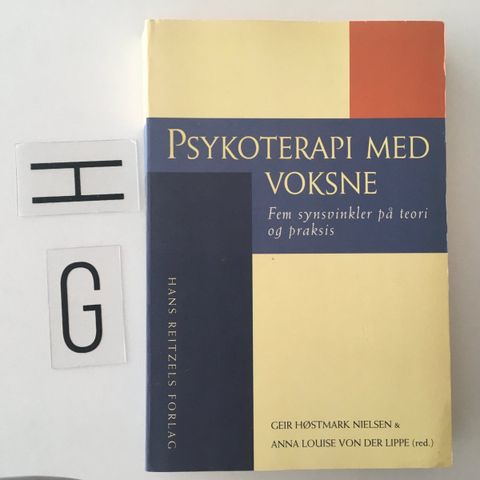 H
G
PSYKOTERAPI MED
VOKSNE
Fem synsvinkler på teori
og praksis
HANS REITZELS FORLAG
GEIR HØSTMARK NIELSEN &
ANNA LOUISE VON DER LIPPE (red.)